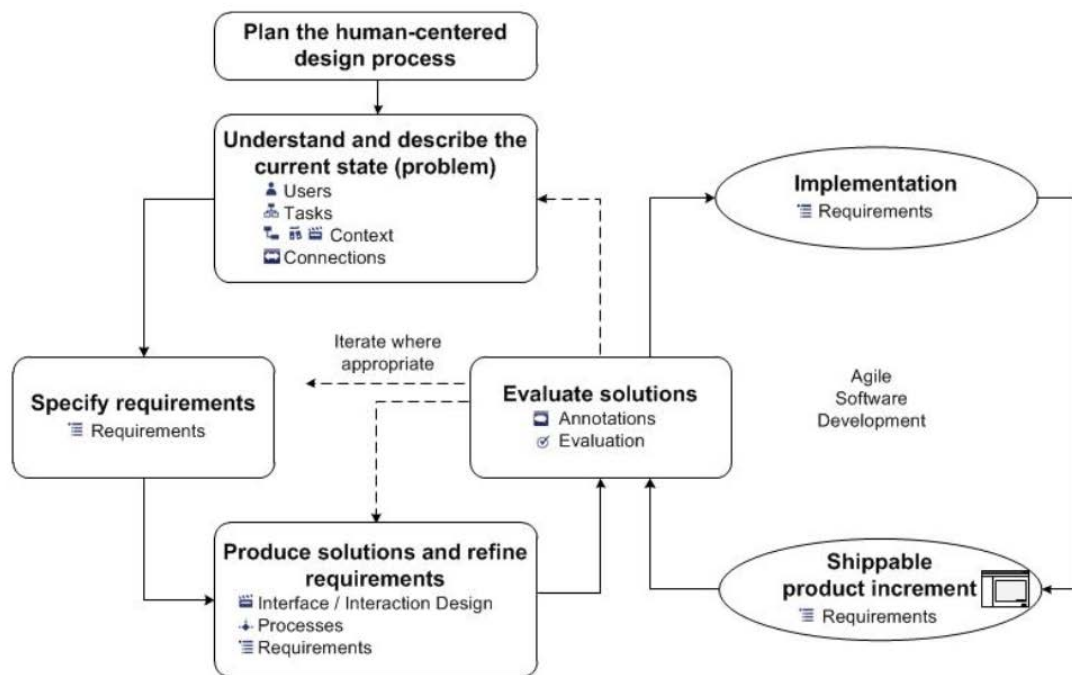 Plan the human-centered
design process
Understand and describe the
current state (problem)
Users
Tasks
Context
Connections
Implementation
Requirements
Iterate where
appropriate
Specify requirements
Requirements
Evaluate solutions
Annotations
Evaluation
Agile
Software
Development
Produce solutions and refine
requirements
Interface / Interaction Design
Processes
Requirements
Shippable
product increment
Requirements